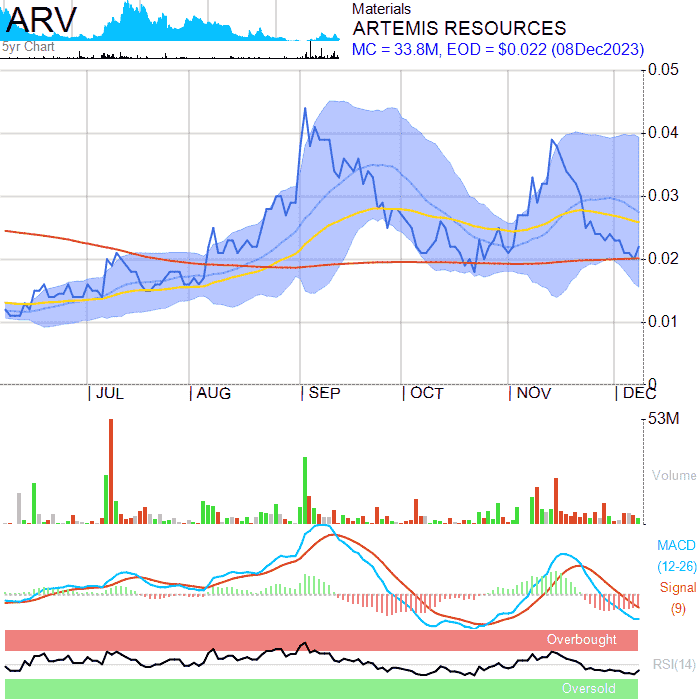 ARV
5yr Chart
Materials
ARTEMIS RESOURCES
MC = 33.8M, EOD = $0.022 (08Dec2023)
0.05
0.04
0.03
0.02
0.01
0
JUL AUG SEP OCT NOV DEC
53M
Volume
MACD
(12-26)
Signal
(9)
Overbought
RSI(14)
Oversold